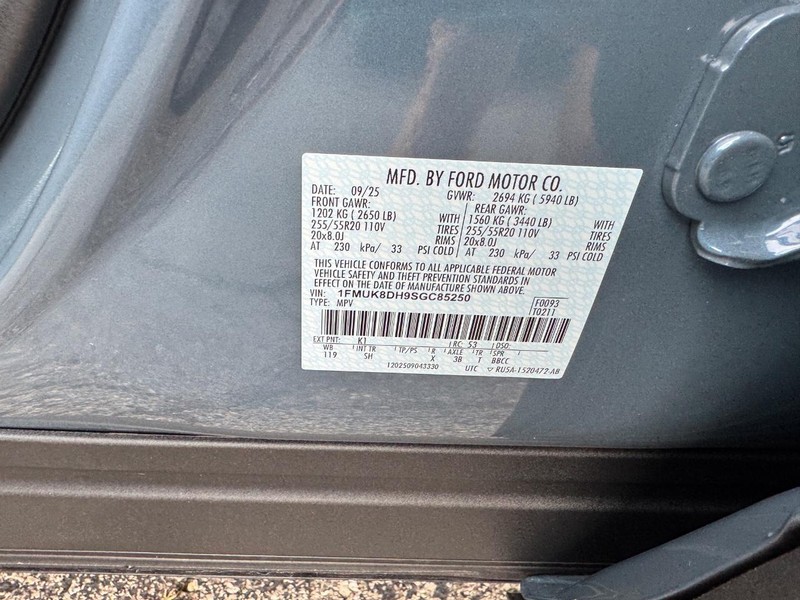 MFD. BY FORD MOTOR CO.
DATE: 09/25 GVWR: 2694 KG ( 5940 LB)
FRONT GAWR: REAR GAWR:
1202 KG ( 2650 LB) WITH 1560 KG ( 3440 LB) WITH
255/55R20 110V TIRES 255/55R20 110V TIRES
20x8.0J RIMS 20x8.0J RIMS
AT 230 kPa/ 33 PSI COLD AT 230 kPa/ 33 PSI COLD
THIS VEHICLE CONFORMS TO ALL APPLICABLE FEDERAL MOTOR
VEHICLE SAFETY AND THEFT PREVENTION STANDARDS IN
EFFECT ON THE DATE OF MANUFACTURE SHOWN ABOVE.
VIN: 1FMUK8DH9SGC85250 F0093
TYPE: MPV T0211
EXT PNT: K1 RC: 53 DSO:
WB INT TR TP/PS R AXLE TR SPR
119 SH X 3B T BBCC
1202509043330 UTC ▽ RU5A-1520472-AB